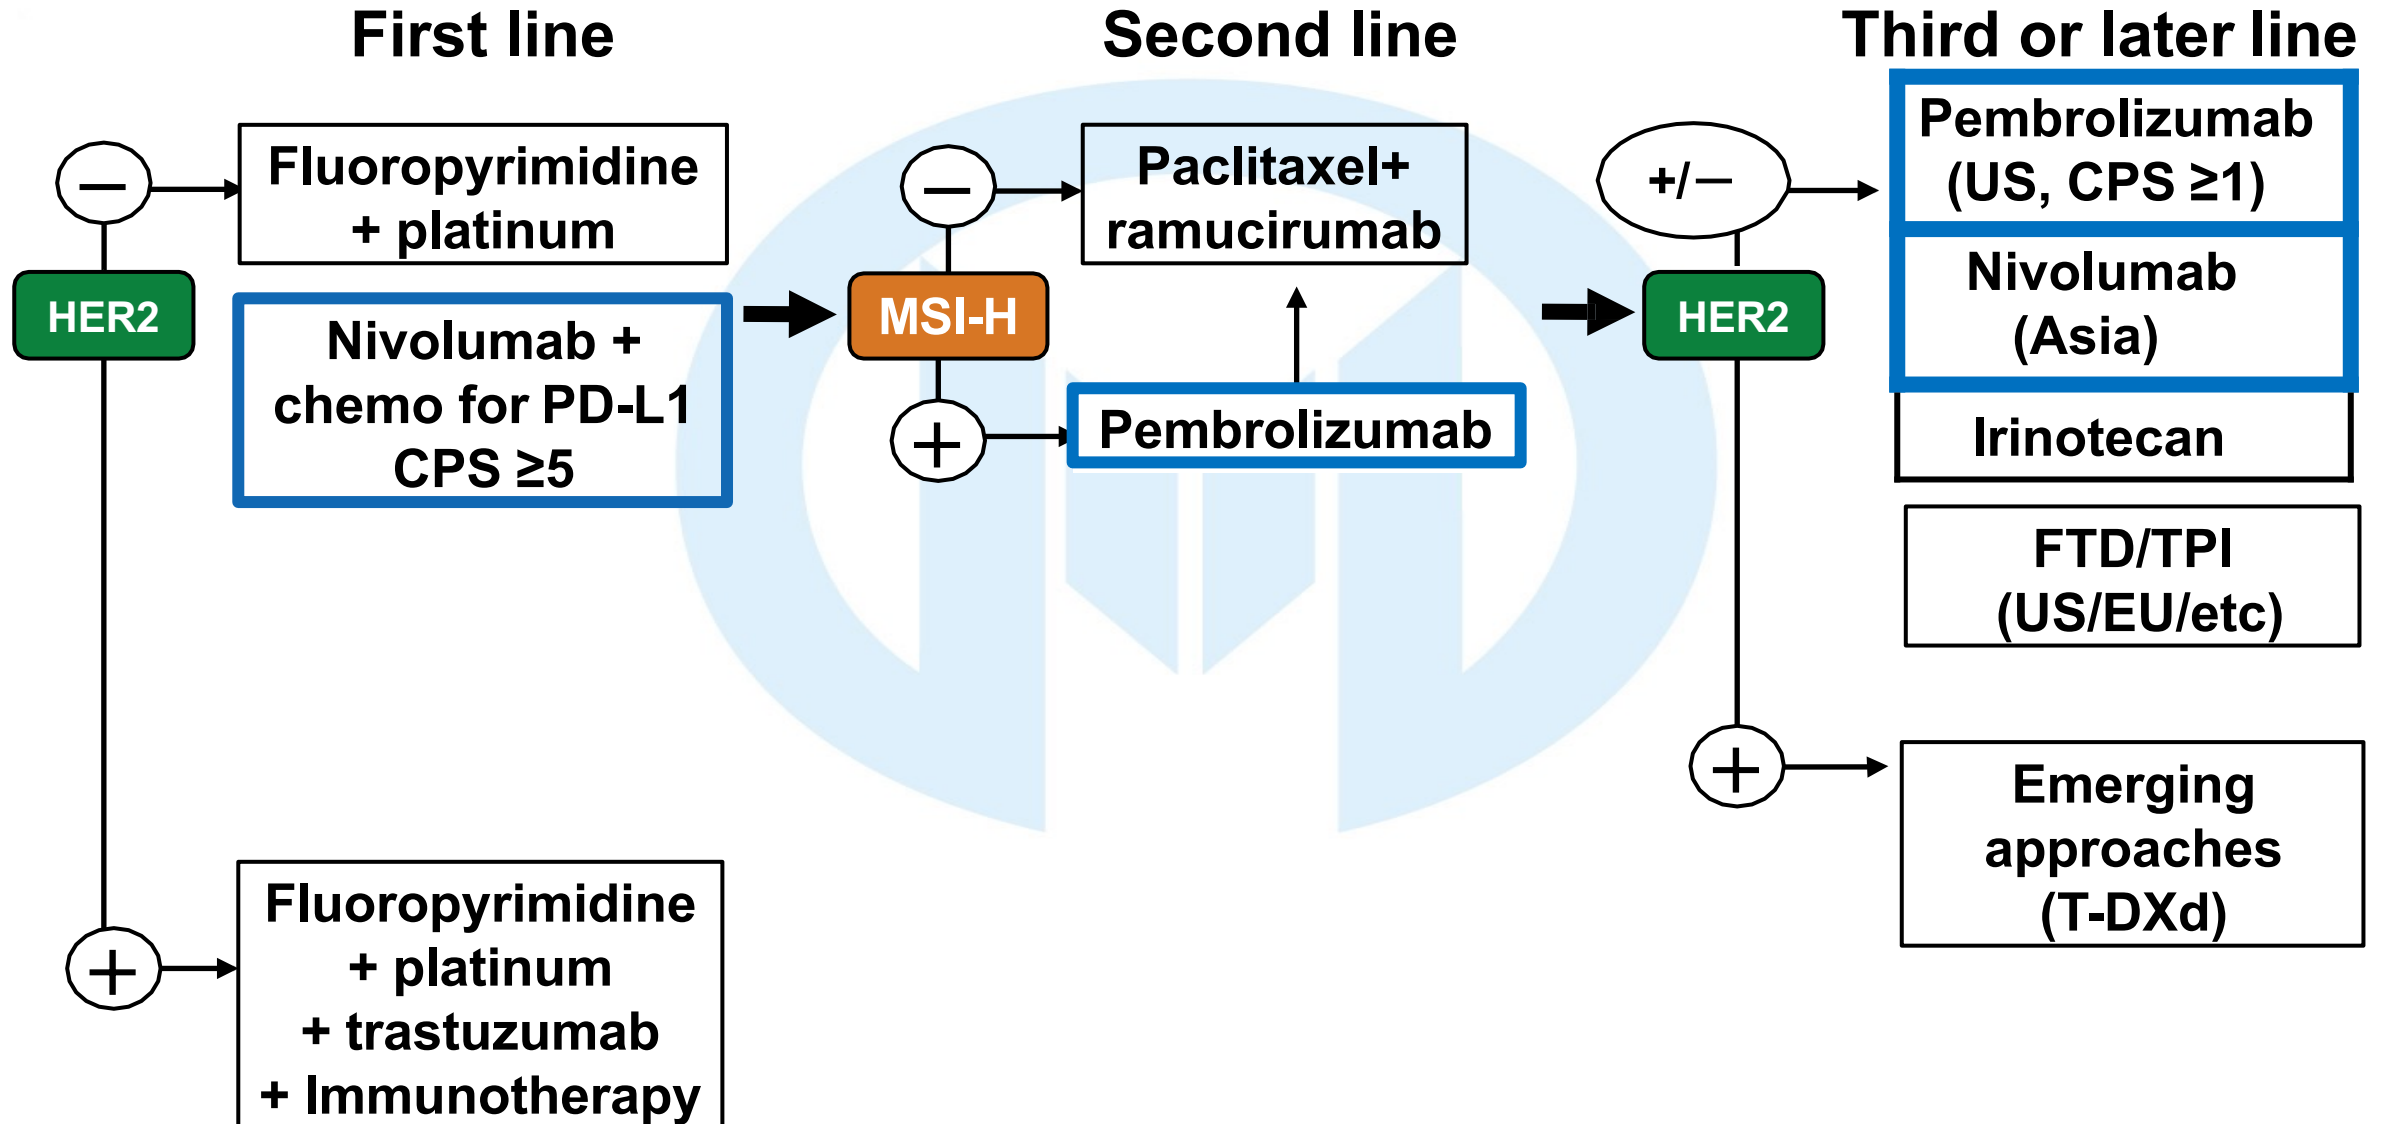 First line
—
Fluoropyrimidine
+ platinum
HER2
Nivolumab +
chemo for PD-L1
CPS ≥5
+
Fluoropyrimidine
+ platinum
+ trastuzumab
+ Immunotherapy
Second line
—
Paclitaxel+
ramucirumab
MSI-H
+
Pembrolizumab
Third or later line
+/—
Pembrolizumab
(US, CPS ≥1)
HER2
Nivolumab
(Asia)
Irinotecan
FTD/TPI
(US/EU/etc)
+
Emerging
approaches
(T-DXd)